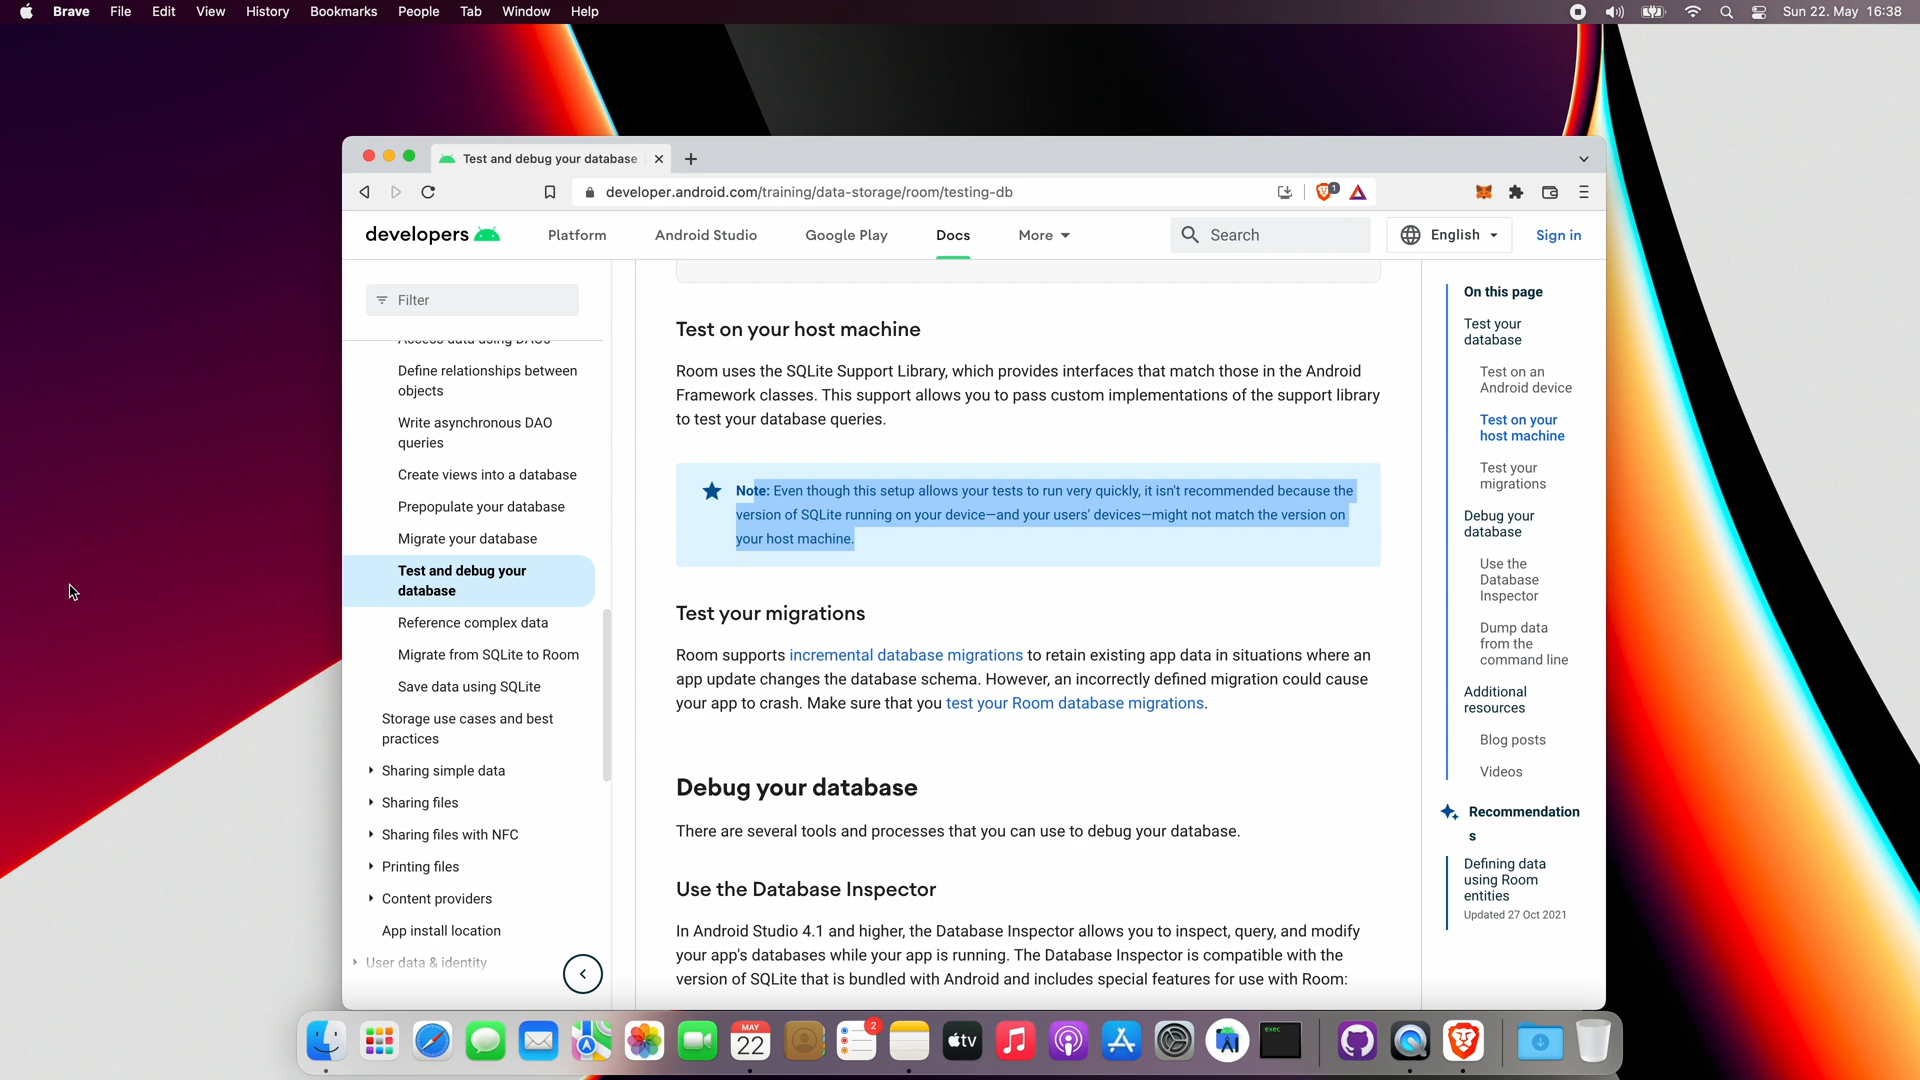 Brave File Edit View History Bookmarks People Tab Window Help
Sun 22. May 16:38
Test and debug your database
developer.android.com/training/data-storage/room/testing-db
1
developers Platform Android Studio Google Play Docs More Search English Sign in
Filter
Access data using DAOs
Define relationships between
objects
Write asynchronous DAO
queries
Create views into a database
Prepopulate your database
Migrate your database
Test and debug your
database
Reference complex data
Migrate from SQLite to Room
Save data using SQLite
Storage use cases and best
practices
Sharing simple data
Sharing files
Sharing files with NFC
Printing files
Content providers
App install location
User data & identity
Test on your host machine
Room uses the SQLite Support Library, which provides interfaces that match those in the Android
Framework classes. This support allows you to pass custom implementations of the support library
to test your database queries.
Note: Even though this setup allows your tests to run very quickly, it isn't recommended because the
version of SQLite running on your device—and your users' devices—might not match the version on
your host machine.
Test your migrations
Room supports incremental database migrations to retain existing app data in situations where an
app update changes the database schema. However, an incorrectly defined migration could cause
your app to crash. Make sure that you test your Room database migrations.
Debug your database
There are several tools and processes that you can use to debug your database.
Use the Database Inspector
In Android Studio 4.1 and higher, the Database Inspector allows you to inspect, query, and modify
your app's databases while your app is running. The Database Inspector is compatible with the
version of SQLite that is bundled with Android and includes special features for use with Room:
On this page
Test your
database
Test on an
Android device
Test on your
host machine
Test your
migrations
Debug your
database
Use the
Database
Inspector
Dump data
from the
command line
Additional
resources
Blog posts
Videos
Recommendation
s
Defining data
using Room
entities
Updated 27 Oct 2021
MAY
22
2
tv
exec